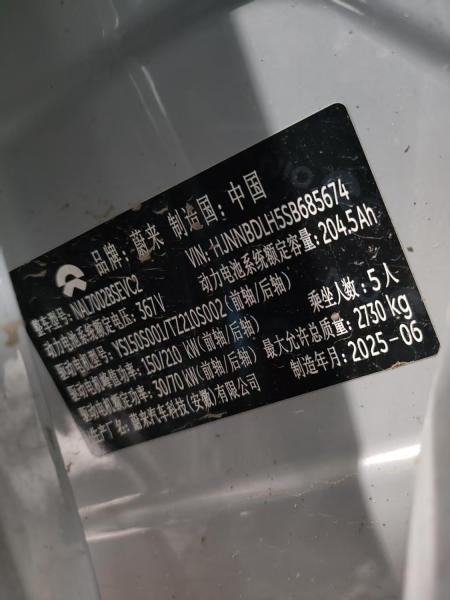 品牌：蔚来 制造国：中国
整车型号：NAL7002BSEVC2 VIN：HJNNBDLH5SB685674
动力电池系统额定电压：367V 动力电池系统额定容量：204.5Ah
驱动电机型号：YS150S001/TZ210S002（前轴/后轴）
驱动电机峰值功率：150/210 kW（前轴/后轴） 乘坐人数：5人
驱动电机额定功率：30/70 kW（前轴/后轴） 最大允许总质量：2730 kg
生产厂名：蔚来汽车科技（安徽）有限公司 制造年月：2025-06